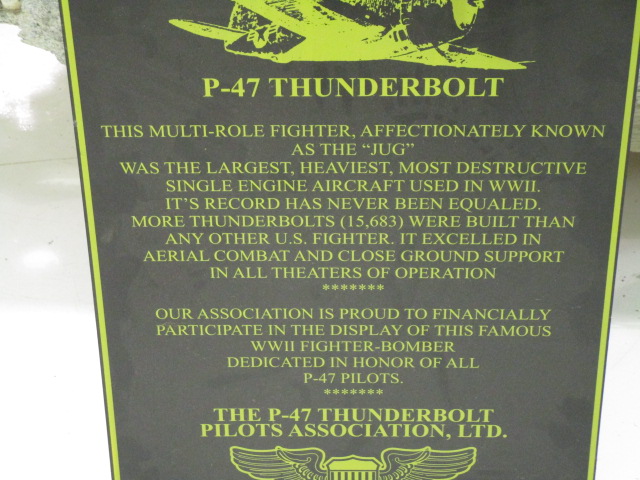 P-47 THUNDERBOLT
THIS MULTI-ROLE FIGHTER, AFFECTIONATELY KNOWN
AS THE “JUG”
WAS THE LARGEST, HEAVIEST, MOST DESTRUCTIVE
SINGLE ENGINE AIRCRAFT USED IN WWII.
IT’S RECORD HAS NEVER BEEN EQUALED.
MORE THUNDERBOLTS (15,683) WERE BUILT THAN
ANY OTHER U.S. FIGHTER. IT EXCELLED IN
AERIAL COMBAT AND CLOSE GROUND SUPPORT
IN ALL THEATERS OF OPERATION
*******
OUR ASSOCIATION IS PROUD TO FINANCIALLY
PARTICIPATE IN THE DISPLAY OF THIS FAMOUS
WWII FIGHTER-BOMBER
DEDICATED IN HONOR OF ALL
P-47 PILOTS.
*******
THE P-47 THUNDERBOLT
PILOTS ASSOCIATION, LTD.